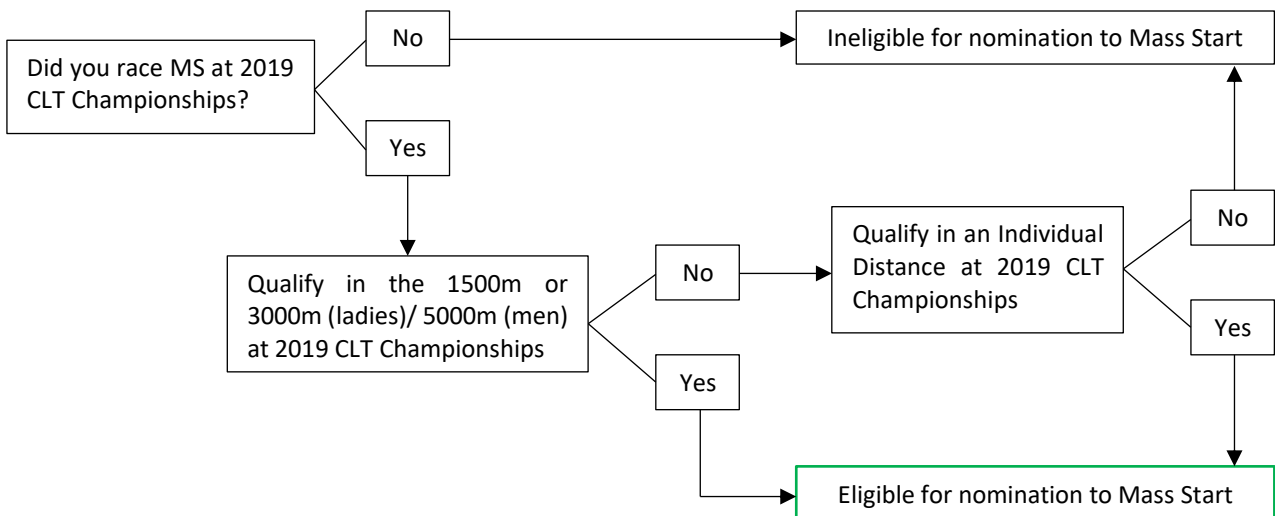 No
Ineligible for nomination to Mass Start
Did you race MS at 2019
CLT Championships?
Yes
Qualify in the 1500m or
3000m (ladies)/ 5000m (men)
at 2019 CLT Championships
No
Qualify in an Individual
Distance at 2019 CLT
Championships
No
Yes
Yes
Eligible for nomination to Mass Start